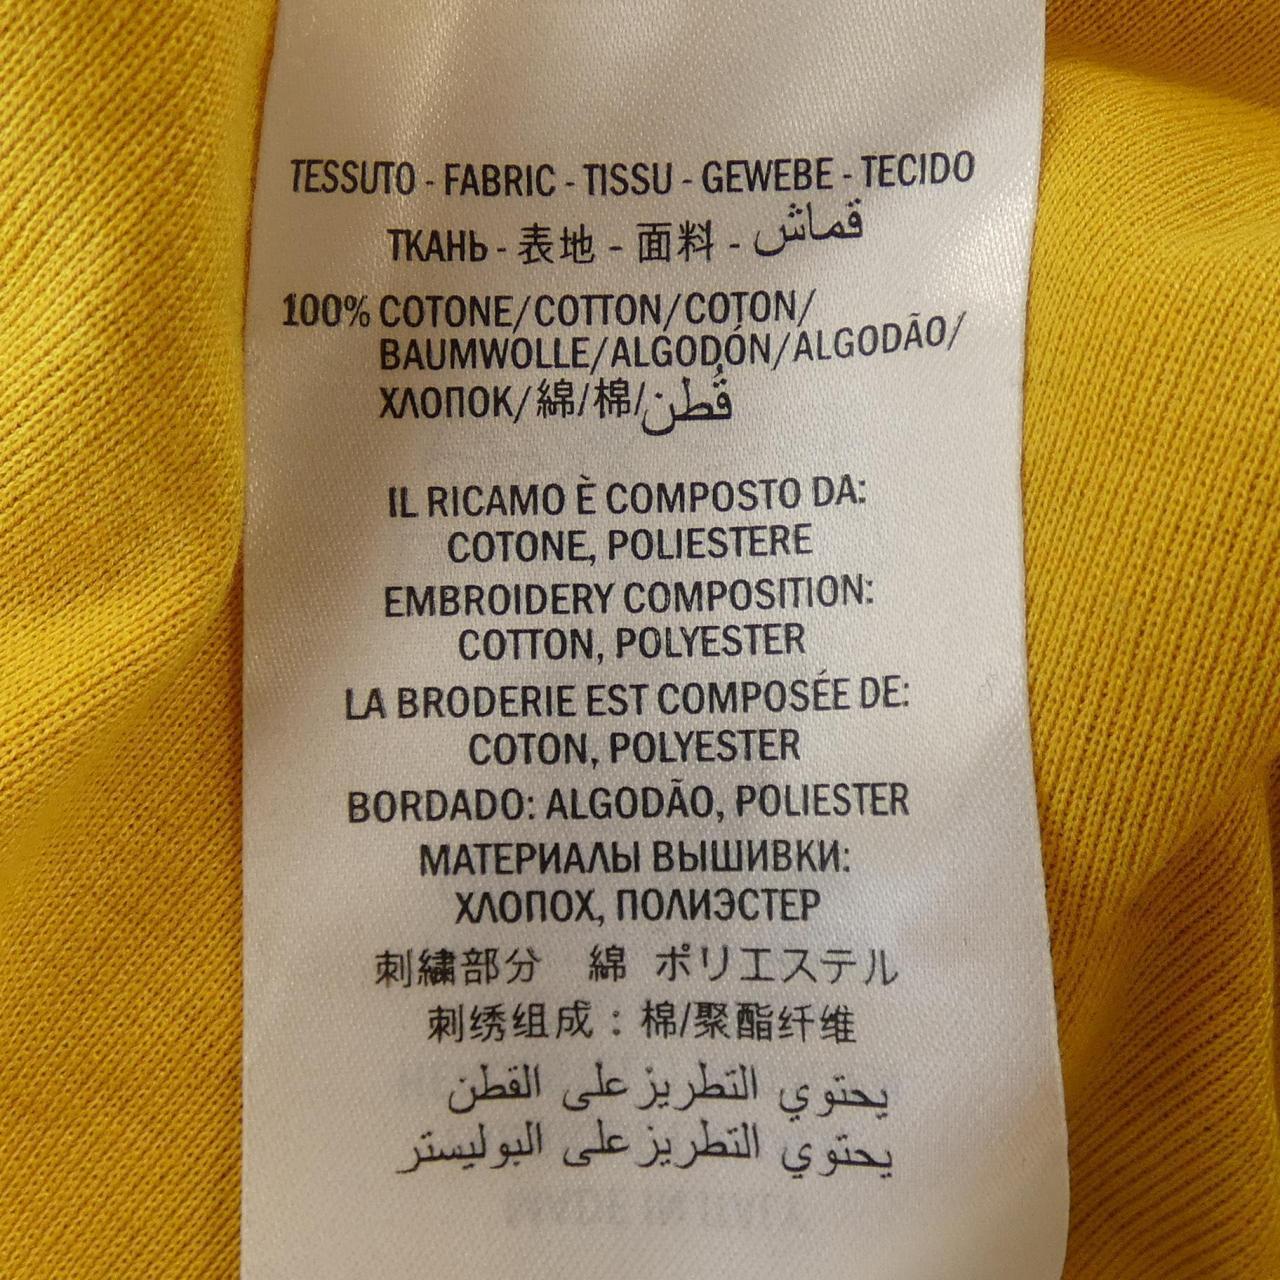 TESSUTO - FABRIC - TISSU - GEWEBE - TECIDO
ТКАНЬ - 表地 - 面料 - قماش
100% COTONE/COTTON/COTON/
BAUMWOLLE/ALGODÓN/ALGODÃO/
ХЛОПОК/綿/棉/قُطن
IL RICAMO È COMPOSTO DA:
COTONE, POLIESTERE
EMBROIDERY COMPOSITION:
COTTON, POLYESTER
LA BRODERIE EST COMPOSÉE DE:
COTON, POLYESTER
BORDADO: ALGODÃO, POLIESTER
МАТЕРИАЛЫ ВЫШИВКИ:
ХЛОПОХ, ПОЛИЭСТЕР
刺繍部分 綿 ポリエステル
刺绣组成：棉/聚酯纤维
يحتوي التطريز على القطن
يحتوي التطريز على البوليستر
MADE IN ITALY